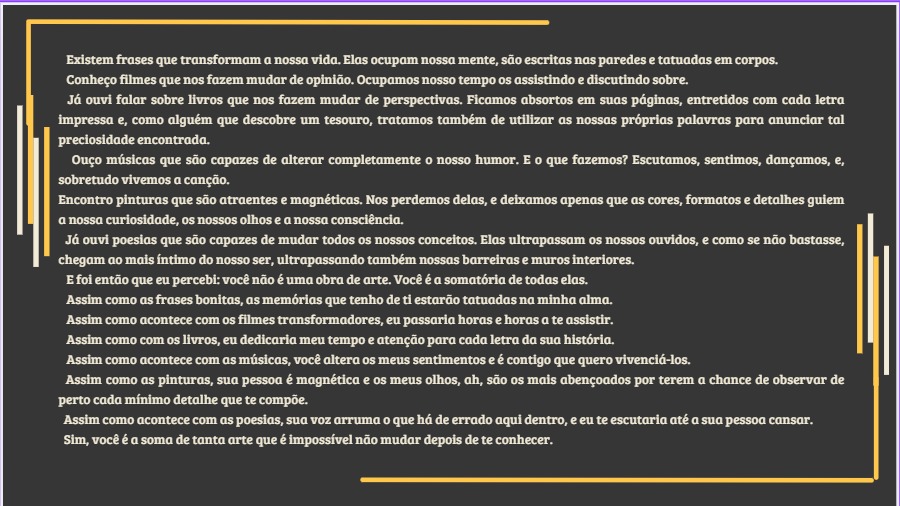 Existem frases que transformam a nossa vida. Elas ocupam nossa mente, são escritas nas paredes e tatuadas em corpos.
Conheço filmes que nos fazem mudar de opinião. Ocupamos nosso tempo os assistindo e discutindo sobre.
Já ouvi falar sobre livros que nos fazem mudar de perspectivas. Ficamos absortos em suas páginas, entretidos com cada letra
impressa e, como alguém que descobre um tesouro, tratamos também de utilizar as nossas próprias palavras para anunciar tal
preciosidade encontrada.
Ouço músicas que são capazes de alterar completamente o nosso humor. E o que fazemos? Escutamos, sentimos, dançamos, e,
sobretudo vivemos a canção.
Encontro pinturas que são atraentes e magnéticas. Nos perdemos delas, e deixamos apenas que as cores, formatos e detalhes guiem
a nossa curiosidade, os nossos olhos e a nossa consciência.
Já ouvi poesias que são capazes de mudar todos os nossos conceitos. Elas ultrapassam os nossos ouvidos, e como se não bastasse,
chegam ao mais íntimo do nosso ser, ultrapassando também nossas barreiras e muros interiores.
E foi então que eu percebi: você não é uma obra de arte. Você é a somatória de todas elas.
Assim como as frases bonitas, as memórias que tenho de ti estarão tatuadas na minha alma.
Assim como acontece com os filmes transformadores, eu passaria horas e horas a te assistir.
Assim como com os livros, eu dedicaria meu tempo e atenção para cada letra da sua história.
Assim como acontece com as músicas, você altera os meus sentimentos e é contigo que quero vivenciá-los.
Assim como as pinturas, sua pessoa é magnética e os meus olhos, ah, são os mais abençoados por terem a chance de observar de
perto cada mínimo detalhe que te compõe.
Assim como acontece com as poesias, sua voz arruma o que há de errado aqui dentro, e eu te escutaria até a sua pessoa cansar.
Sim, você é a soma de tanta arte que é impossível não mudar depois de te conhecer.